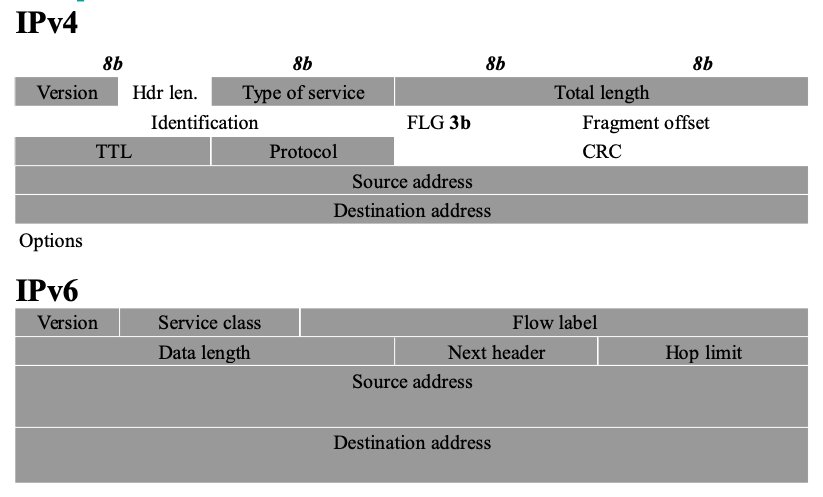 IPv4
8b 8b 8b 8b
Version Hdr len. Type of service Total length
Identification FLG 3b Fragment offset
TTL Protocol CRC
Source address
Destination address
Options
IPv6
Version Service class Flow label
Data length Next header Hop limit
Source address
Destination address